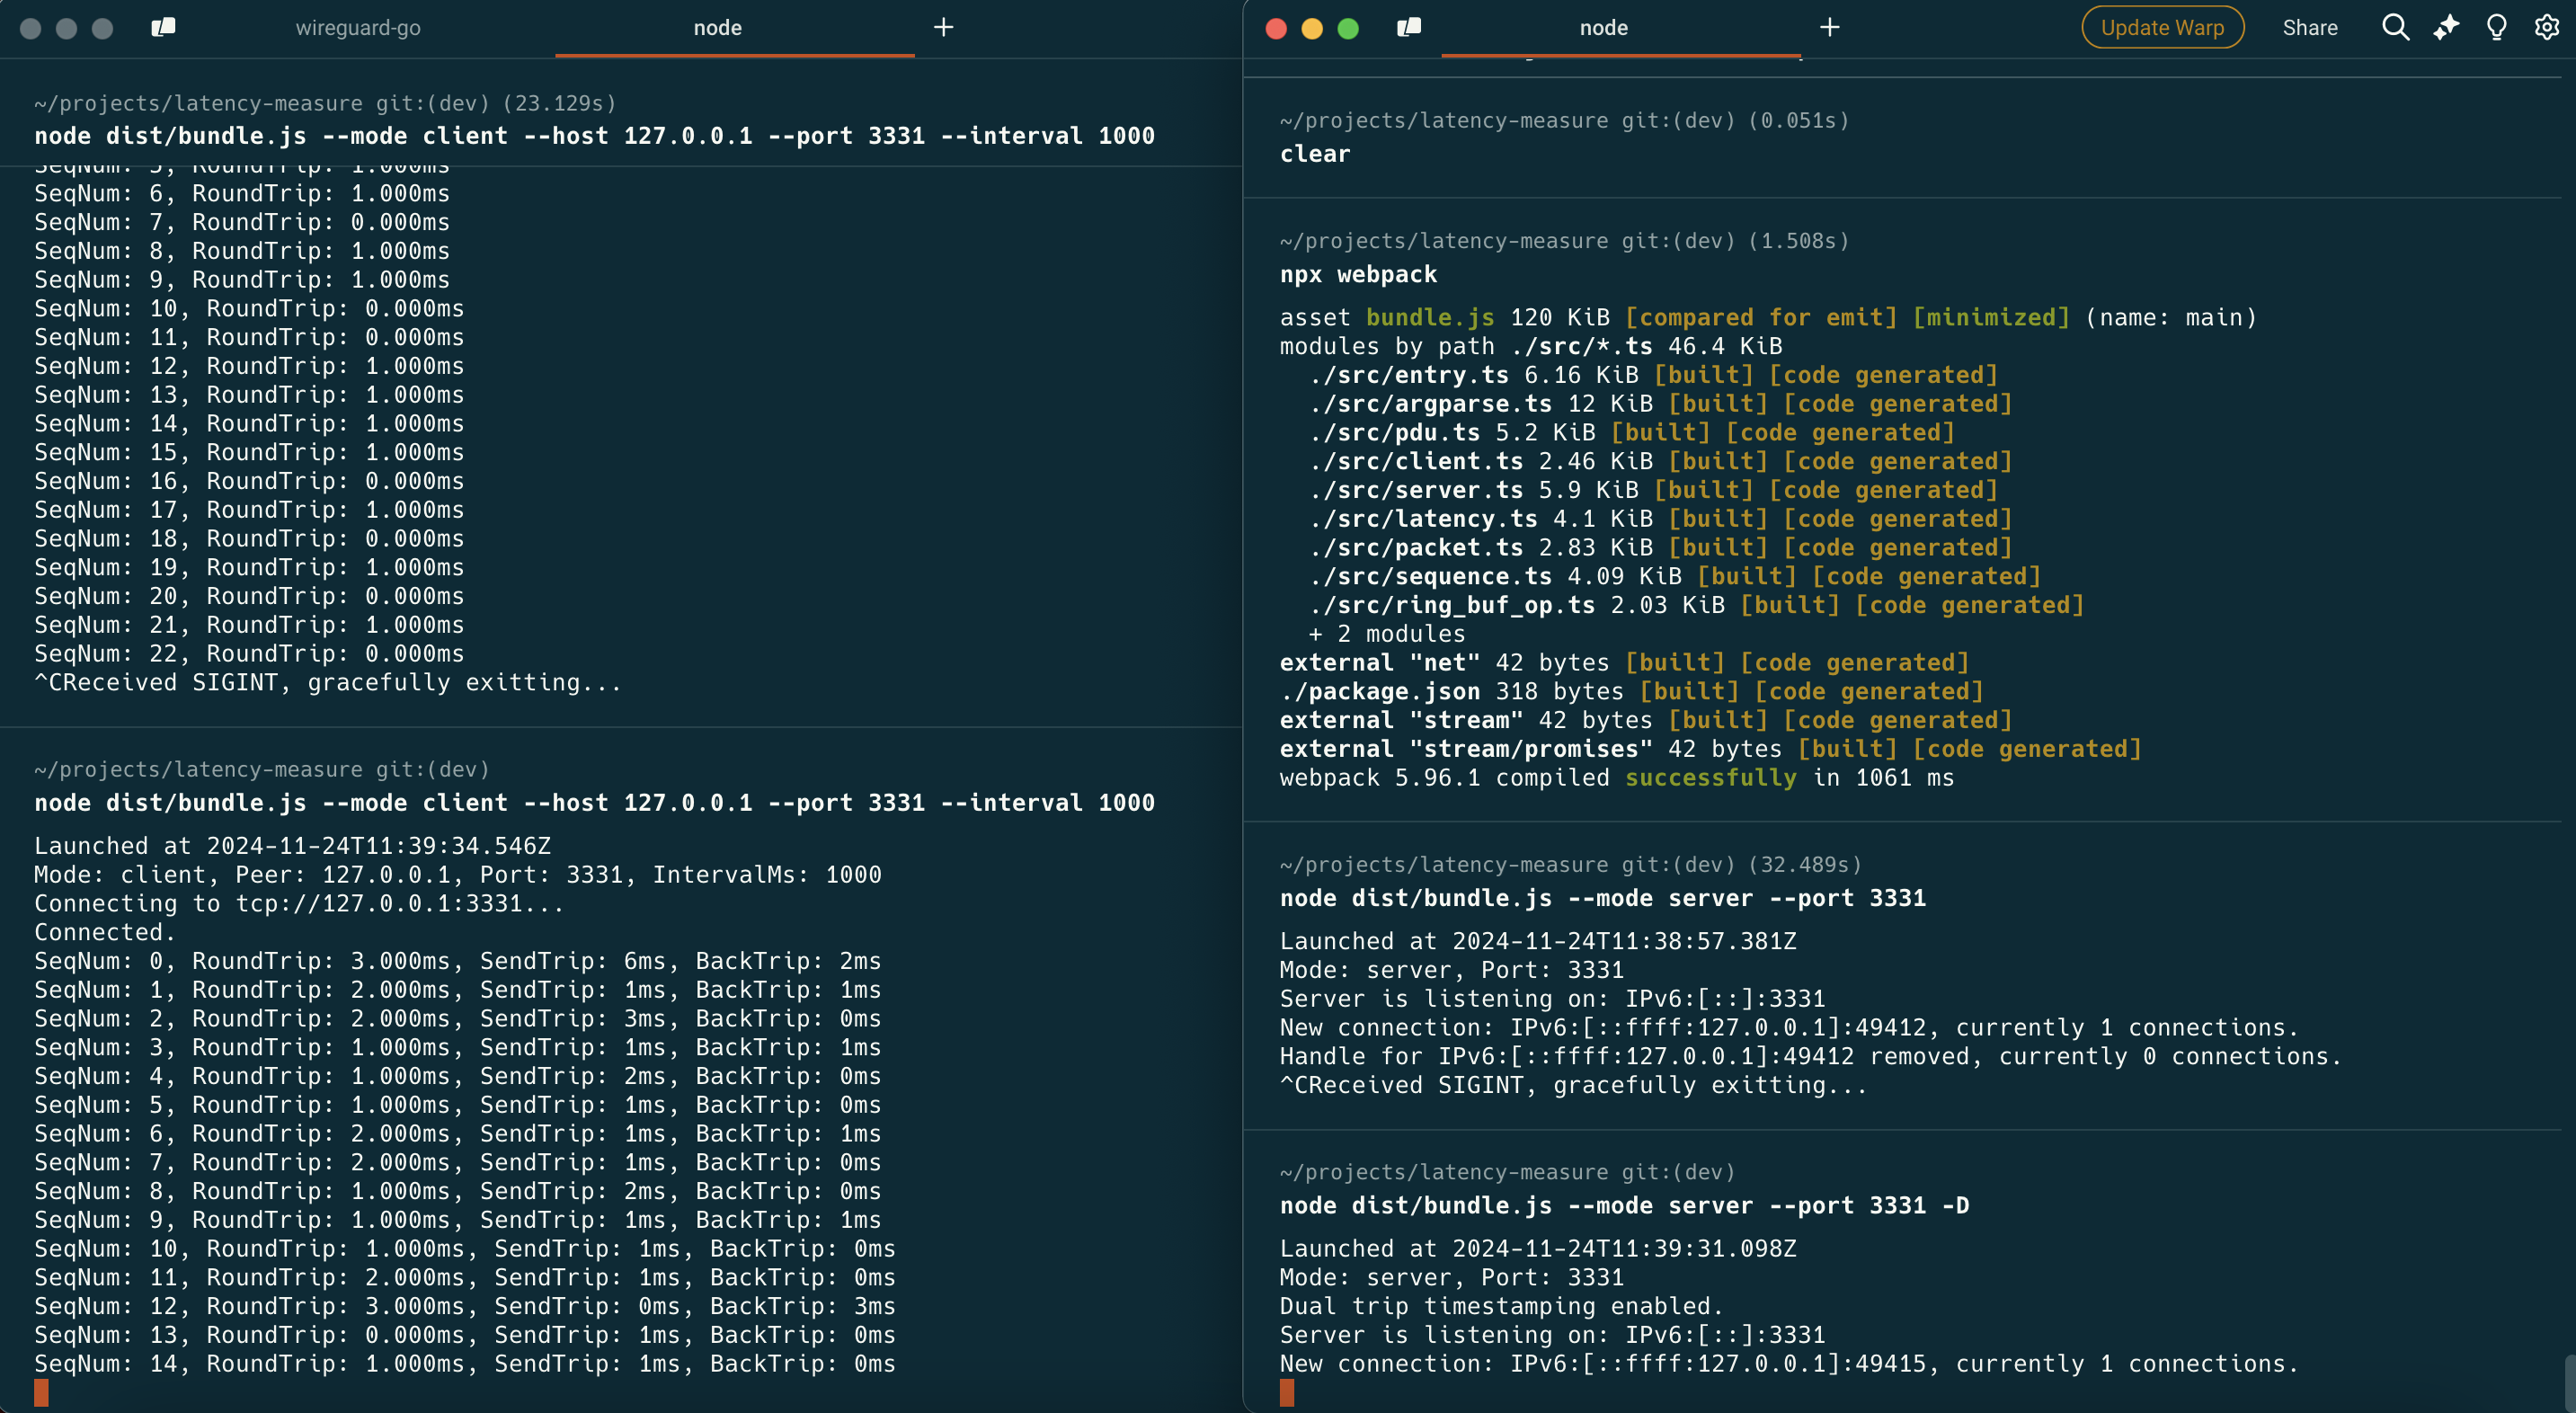 wireguard-go
node
+
~/projects/latency-measure git:(dev) (23.129s)
node dist/bundle.js --mode client --host 127.0.0.1 --port 3331 --interval 1000
SeqNum: 5, RoundTrip: 1.000ms
SeqNum: 6, RoundTrip: 1.000ms
SeqNum: 7, RoundTrip: 0.000ms
SeqNum: 8, RoundTrip: 1.000ms
SeqNum: 9, RoundTrip: 1.000ms
SeqNum: 10, RoundTrip: 0.000ms
SeqNum: 11, RoundTrip: 0.000ms
SeqNum: 12, RoundTrip: 1.000ms
SeqNum: 13, RoundTrip: 1.000ms
SeqNum: 14, RoundTrip: 1.000ms
SeqNum: 15, RoundTrip: 1.000ms
SeqNum: 16, RoundTrip: 0.000ms
SeqNum: 17, RoundTrip: 1.000ms
SeqNum: 18, RoundTrip: 0.000ms
SeqNum: 19, RoundTrip: 1.000ms
SeqNum: 20, RoundTrip: 0.000ms
SeqNum: 21, RoundTrip: 1.000ms
SeqNum: 22, RoundTrip: 0.000ms
^CReceived SIGINT, gracefully exitting...
~/projects/latency-measure git:(dev)
node dist/bundle.js --mode client --host 127.0.0.1 --port 3331 --interval 1000
Launched at 2024-11-24T11:39:34.546Z
Mode: client, Peer: 127.0.0.1, Port: 3331, IntervalMs: 1000
Connecting to tcp://127.0.0.1:3331...
Connected.
SeqNum: 0, RoundTrip: 3.000ms, SendTrip: 6ms, BackTrip: 2ms
SeqNum: 1, RoundTrip: 2.000ms, SendTrip: 1ms, BackTrip: 1ms
SeqNum: 2, RoundTrip: 2.000ms, SendTrip: 3ms, BackTrip: 0ms
SeqNum: 3, RoundTrip: 1.000ms, SendTrip: 1ms, BackTrip: 1ms
SeqNum: 4, RoundTrip: 1.000ms, SendTrip: 2ms, BackTrip: 0ms
SeqNum: 5, RoundTrip: 1.000ms, SendTrip: 1ms, BackTrip: 0ms
SeqNum: 6, RoundTrip: 2.000ms, SendTrip: 1ms, BackTrip: 1ms
SeqNum: 7, RoundTrip: 2.000ms, SendTrip: 1ms, BackTrip: 0ms
SeqNum: 8, RoundTrip: 1.000ms, SendTrip: 2ms, BackTrip: 0ms
SeqNum: 9, RoundTrip: 1.000ms, SendTrip: 1ms, BackTrip: 1ms
SeqNum: 10, RoundTrip: 1.000ms, SendTrip: 1ms, BackTrip: 0ms
SeqNum: 11, RoundTrip: 2.000ms, SendTrip: 1ms, BackTrip: 0ms
SeqNum: 12, RoundTrip: 3.000ms, SendTrip: 0ms, BackTrip: 3ms
SeqNum: 13, RoundTrip: 0.000ms, SendTrip: 1ms, BackTrip: 0ms
SeqNum: 14, RoundTrip: 1.000ms, SendTrip: 1ms, BackTrip: 0ms
node
+
Update Warp
Share
~/projects/latency-measure git:(dev) (0.051s)
clear
~/projects/latency-measure git:(dev) (1.508s)
npx webpack
asset bundle.js 120 KiB [compared for emit] [minimized] (name: main)
modules by path ./src/*.ts 46.4 KiB
./src/entry.ts 6.16 KiB [built] [code generated]
./src/argparse.ts 12 KiB [built] [code generated]
./src/pdu.ts 5.2 KiB [built] [code generated]
./src/client.ts 2.46 KiB [built] [code generated]
./src/server.ts 5.9 KiB [built] [code generated]
./src/latency.ts 4.1 KiB [built] [code generated]
./src/packet.ts 2.83 KiB [built] [code generated]
./src/sequence.ts 4.09 KiB [built] [code generated]
./src/ring_buf_op.ts 2.03 KiB [built] [code generated]
+ 2 modules
external "net" 42 bytes [built] [code generated]
./package.json 318 bytes [built] [code generated]
external "stream" 42 bytes [built] [code generated]
external "stream/promises" 42 bytes [built] [code generated]
webpack 5.96.1 compiled successfully in 1061 ms
~/projects/latency-measure git:(dev) (32.489s)
node dist/bundle.js --mode server --port 3331
Launched at 2024-11-24T11:38:57.381Z
Mode: server, Port: 3331
Server is listening on: IPv6:[::]:3331
New connection: IPv6:[::ffff:127.0.0.1]:49412, currently 1 connections.
Handle for IPv6:[::ffff:127.0.0.1]:49412 removed, currently 0 connections.
^CReceived SIGINT, gracefully exitting...
~/projects/latency-measure git:(dev)
node dist/bundle.js --mode server --port 3331 -D
Launched at 2024-11-24T11:39:31.098Z
Mode: server, Port: 3331
Dual trip timestamping enabled.
Server is listening on: IPv6:[::]:3331
New connection: IPv6:[::ffff:127.0.0.1]:49415, currently 1 connections.